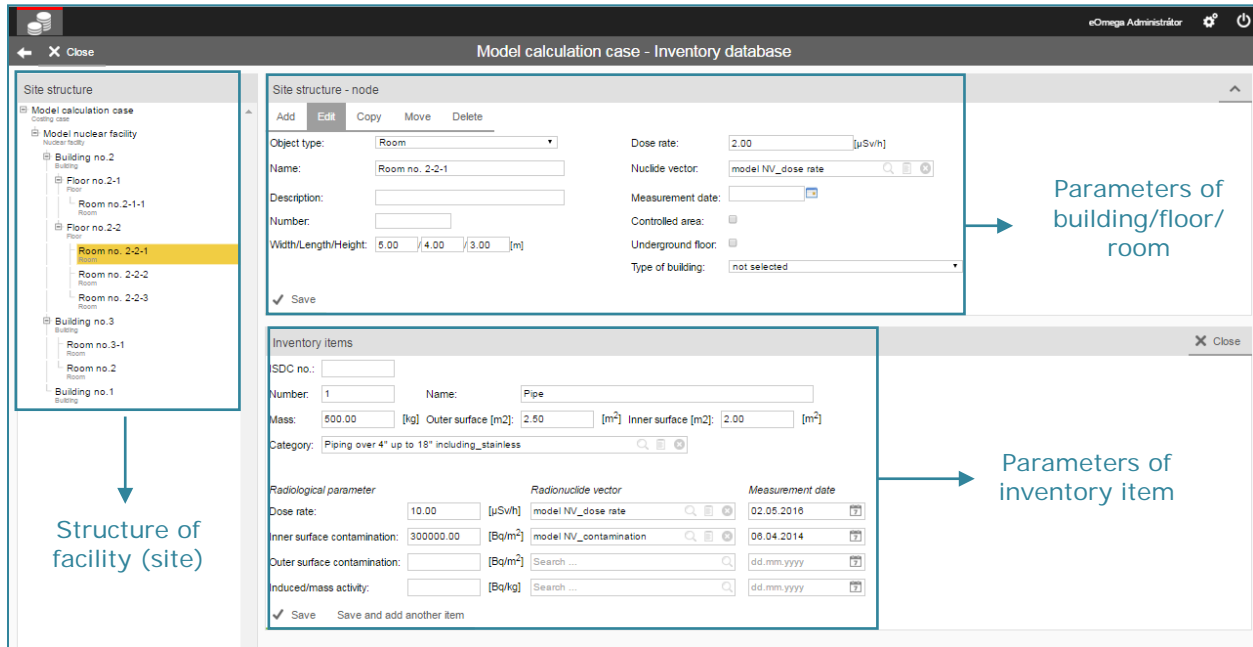 eOmega Administrátor
Close
Model calculation case - Inventory database
Site structure
Model calculation case
Costing case
Model nuclear facility
Nuclear facility
Building no.2
Building
Floor no.2-1
Floor
Room no.2-1-1
Room
Floor no.2-2
Floor
Room no. 2-2-1
Room
Room no. 2-2-2
Room
Room no. 2-2-3
Room
Building no.3
Building
Room no.3-1
Room
Room no.2
Room
Building no.1
Building
Structure of
facility (site)
Site structure - node
Add Edit Copy Move Delete
Object type: Room
Name: Room no. 2-2-1
Description:
Number:
Width/Length/Height: 5.00 / 4.00 / 3.00 [m]
Dose rate: 2.00 [µSv/h]
Nuclide vector: model NV_dose rate
Measurement date:
Controlled area:
Underground floor:
Type of building: not selected
Save
Parameters of
building/floor/
room
Inventory items
Close
ISDC no.:
Number: 1 Name: Pipe
Mass: 500.00 [kg] Outer surface [m2]: 2.50 [m²] Inner surface [m2]: 2.00 [m²]
Category: Piping over 4" up to 18" including_stainless
Radiological parameter Radionuclide vector Measurement date
Dose rate: 10.00 [µSv/h] model NV_dose rate 02.05.2016
Inner surface contamination: 300000.00 [Bq/m²] model NV_contamination 06.04.2014
Outer surface contamination: [Bq/m²] Search ... dd.mm.yyyy
Induced/mass activity: [Bq/kg] Search ... dd.mm.yyyy
Save Save and add another item
Parameters of
inventory item